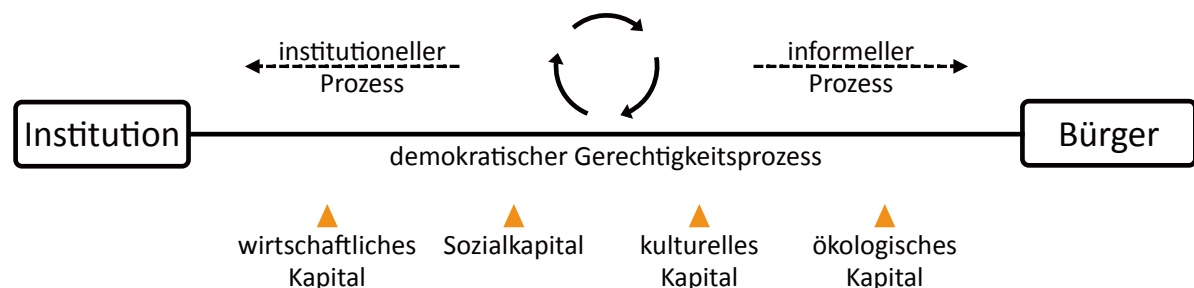 institutioneller
Prozess
informeller
Prozess
Institution
Bürger
demokratischer Gerechtigkeitsprozess
wirtschaftliches
Kapital
Sozialkapital
kulturelles
Kapital
ökologisches
Kapital